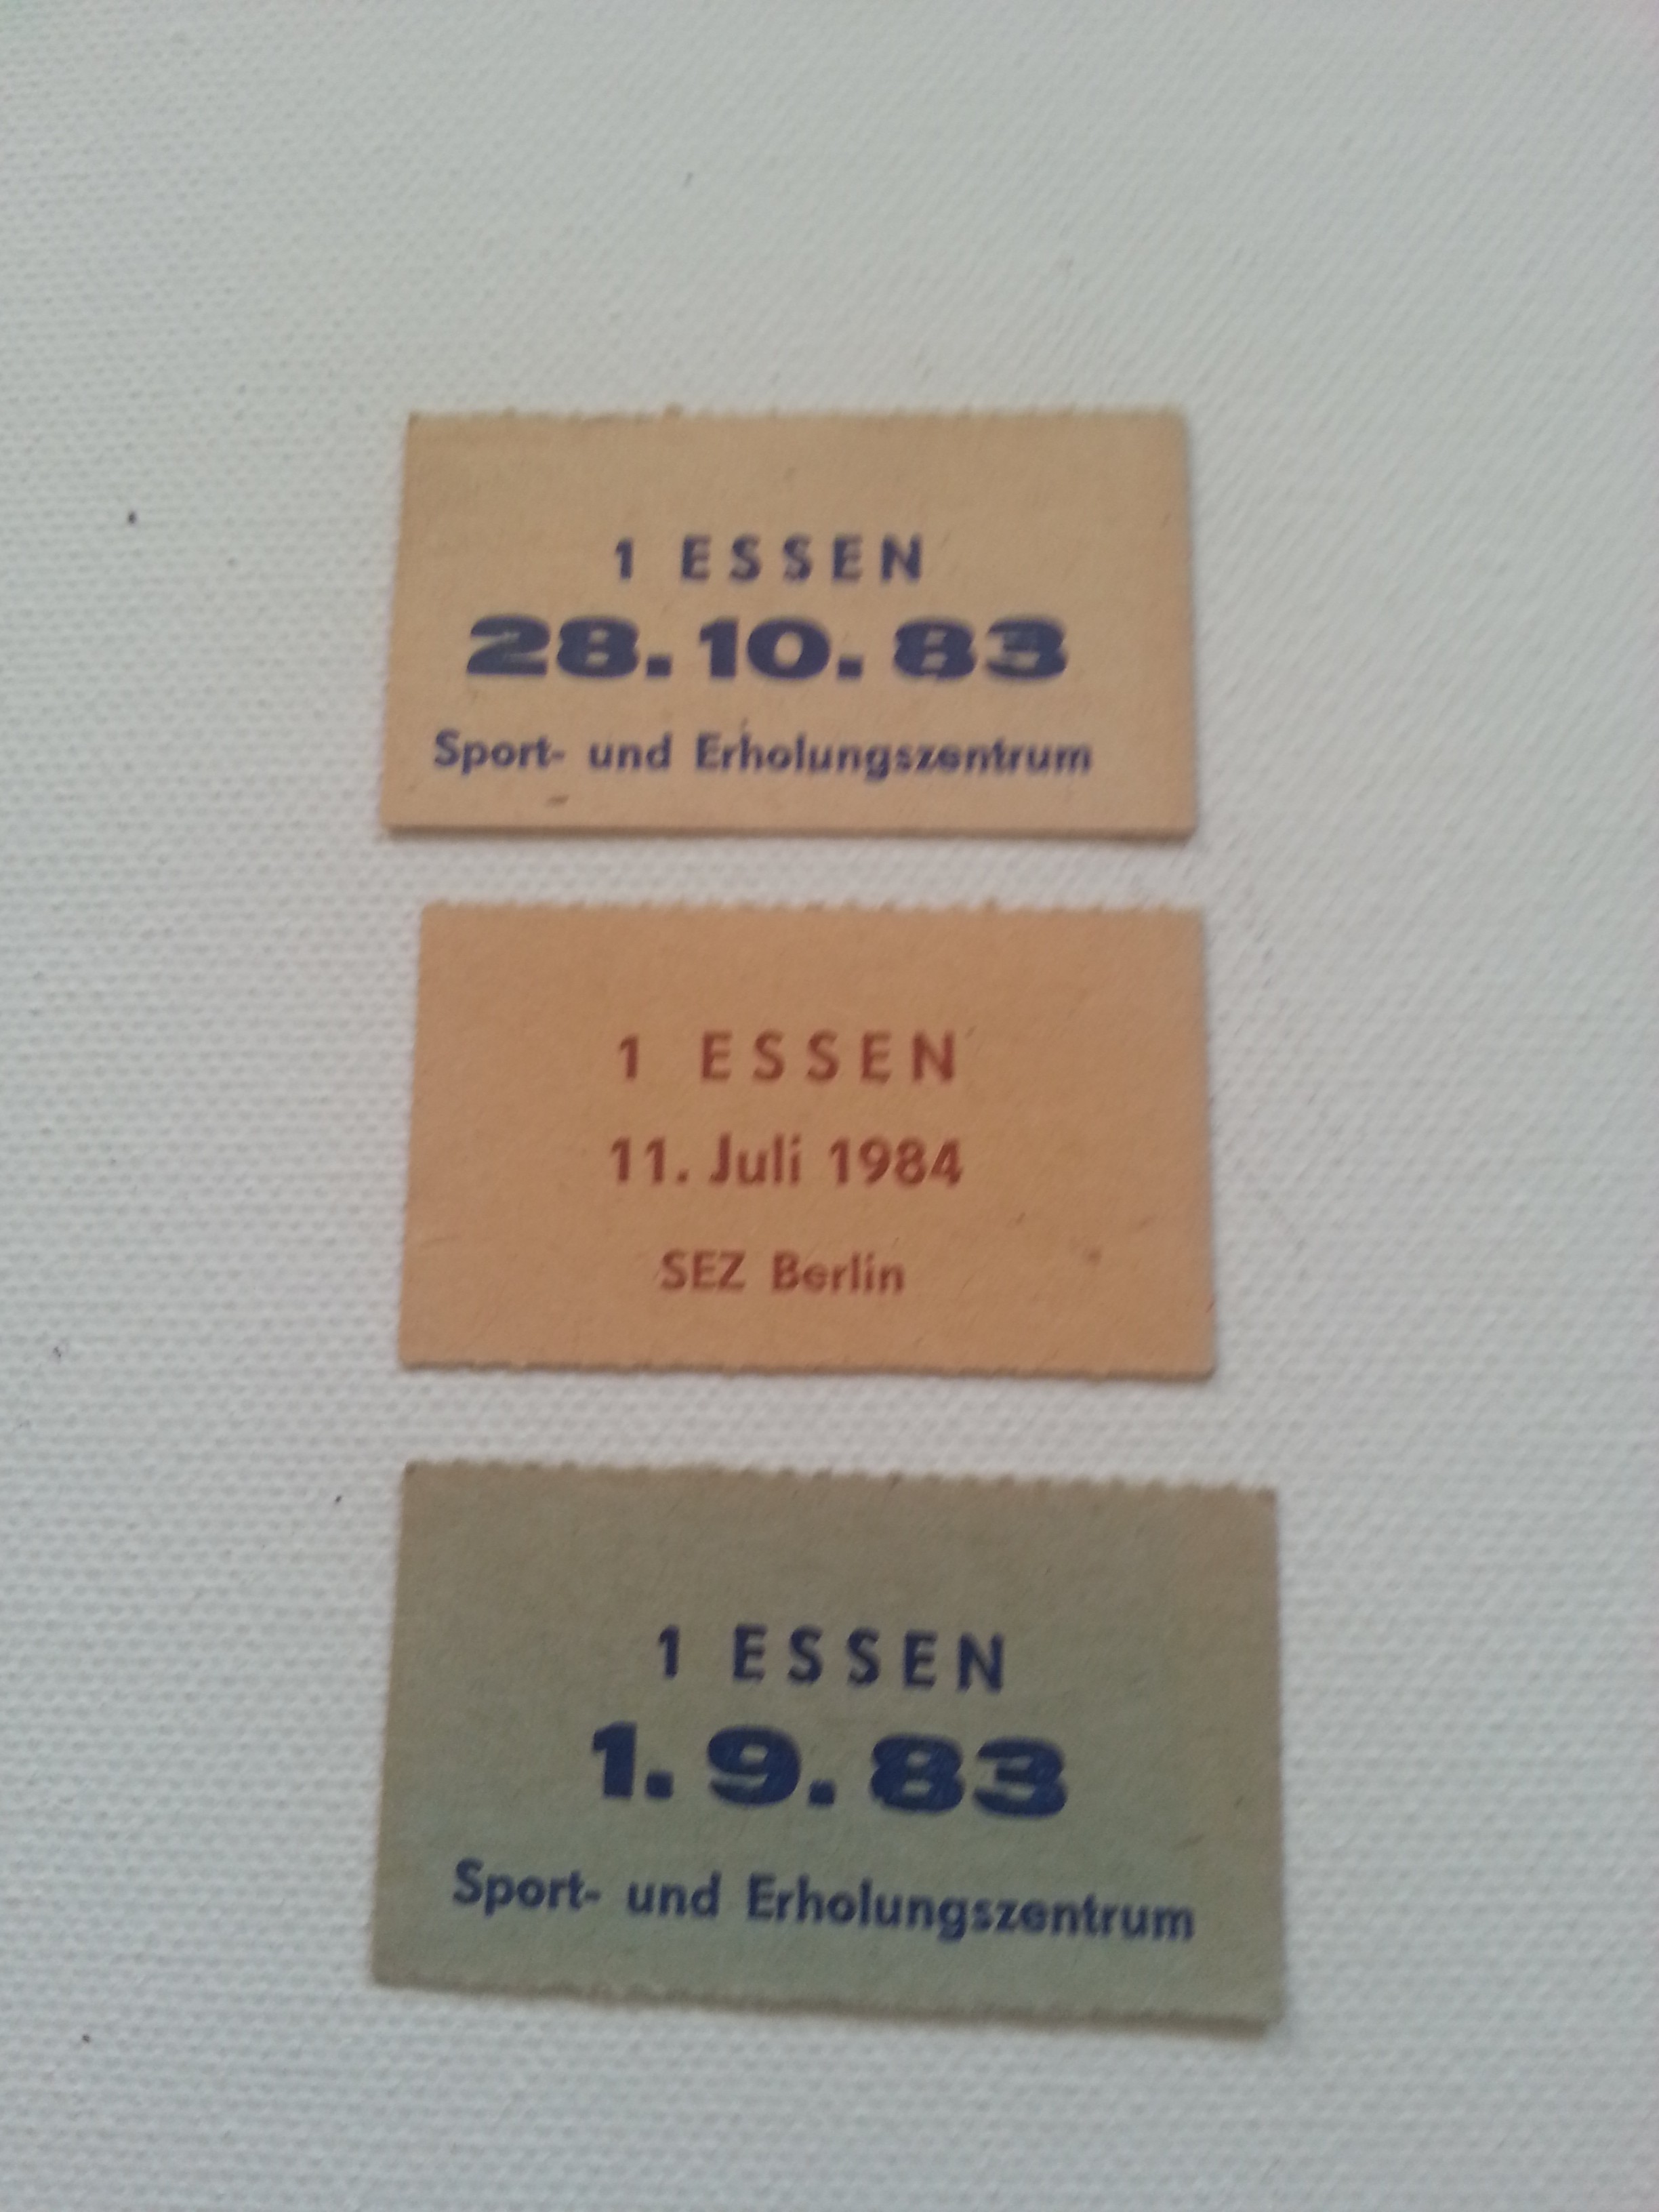 1 ESSEN
28.10.83
Sport- und Erholungszentrum
1 ESSEN
11. Juli 1984
SEZ Berlin
1 ESSEN
1.9.83
Sport- und Erholungszentrum